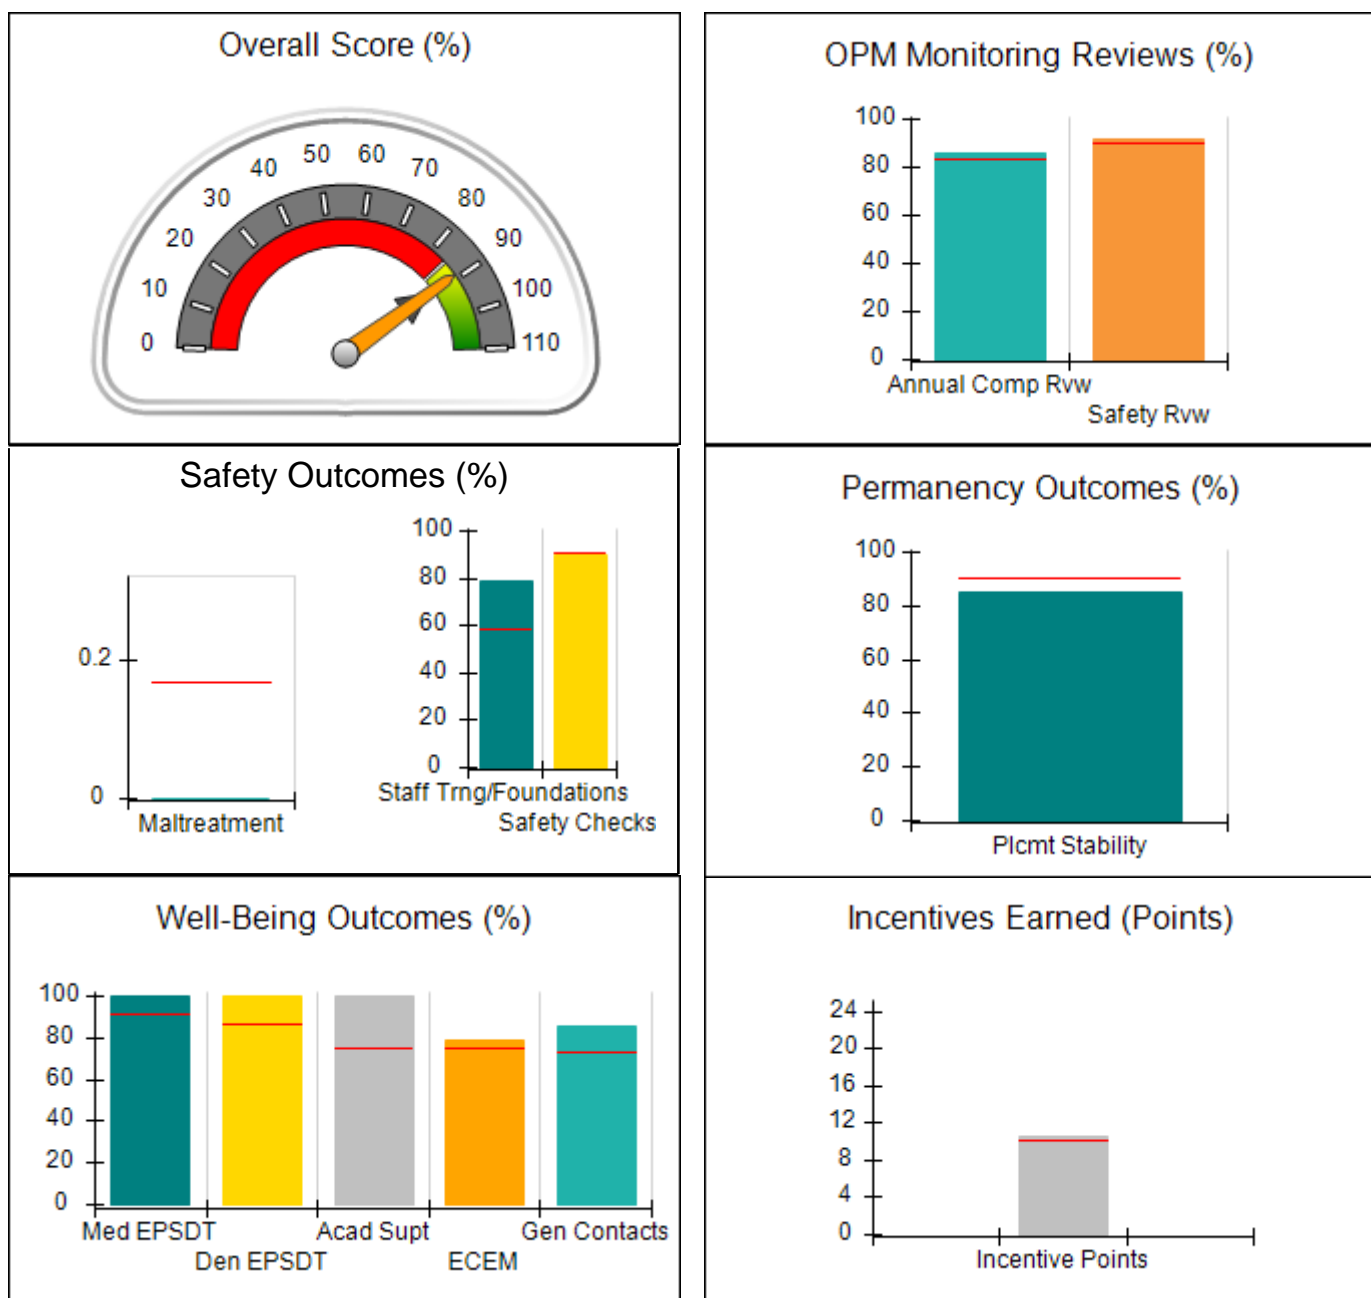 Overall Score (%)
0
10
20
30
40
50
60
70
80
90
100
110
OPM Monitoring Reviews (%)
100
80
60
40
20
0
Annual Comp Rvw
Safety Rvw
Safety Outcomes (%)
0.2
0
Maltreatment
100
80
60
40
20
0
Staff Trng/Foundations
Safety Checks
Permanency Outcomes (%)
100
80
60
40
20
0
Plcmt Stability
Well-Being Outcomes (%)
100
80
60
40
20
0
Med EPSDT
Den EPSDT
Acad Supt
ECEM
Gen Contacts
Incentives Earned (Points)
24
20
16
12
8
4
0
Incentive Points